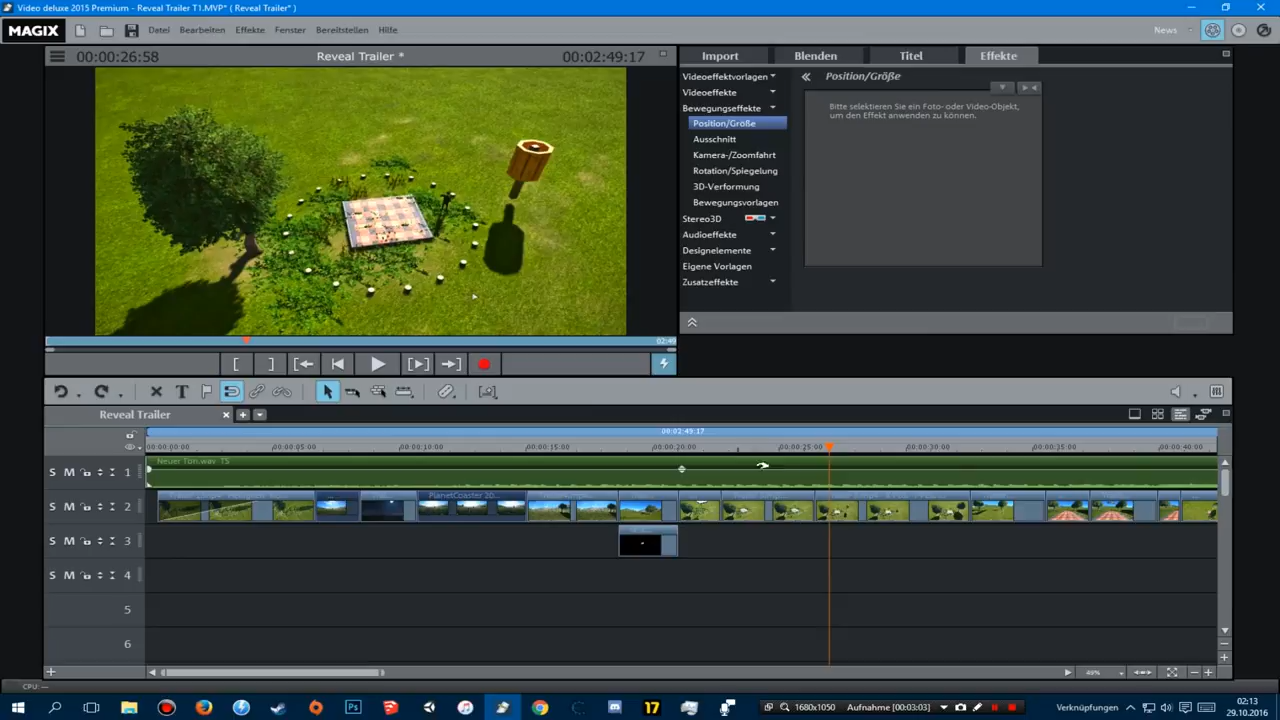 Video deluxe 2015 Premium - Reveal Trailer T1.MVP* ( Reveal Trailer* )
MAGIX
Datei Bearbeiten Effekte Fenster Bereitstellen Hilfe
News
00:00:26:58 Reveal Trailer * 00:02:49:17
Import Blenden Titel Effekte
Videoeffektvorlagen
Videoeffekte
Bewegungseffekte
Position/Größe
Ausschnitt
Kamera-/Zoomfahrt
Rotation/Spiegelung
3D-Verformung
Bewegungsvorlagen
Stereo3D
Audioeffekte
Designelemente
Eigene Vorlagen
Zusatzeffekte
Position/Größe
Bitte selektieren Sie ein Foto- oder Video-Objekt,
um den Effekt anwenden zu können.
02:49
Reveal Trailer
00:02:49:17
00:00:00:00 00:00:05:00 00:00:10:00 00:00:15:00 00:00:20:00 00:00:25:00 00:00:30:00 00:00:35:00 00:00:40:00
S M 1
Neuer Ton.wav TS
S M 2
PlanetCoaster 20...
S M 3
S M 4
5
6
49%
CPU: —
17
1680x1050 Aufnahme [00:03:03]
Verknüpfungen
02:13
29.10.2016